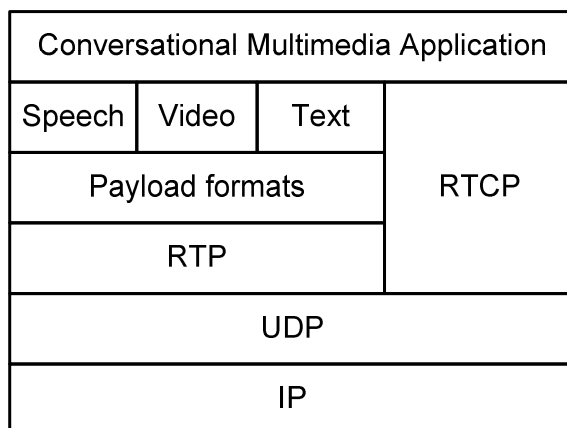 Conversational Multimedia Application
Speech
Video
Text
Payload formats
RTCP
RTP
UDP
IP